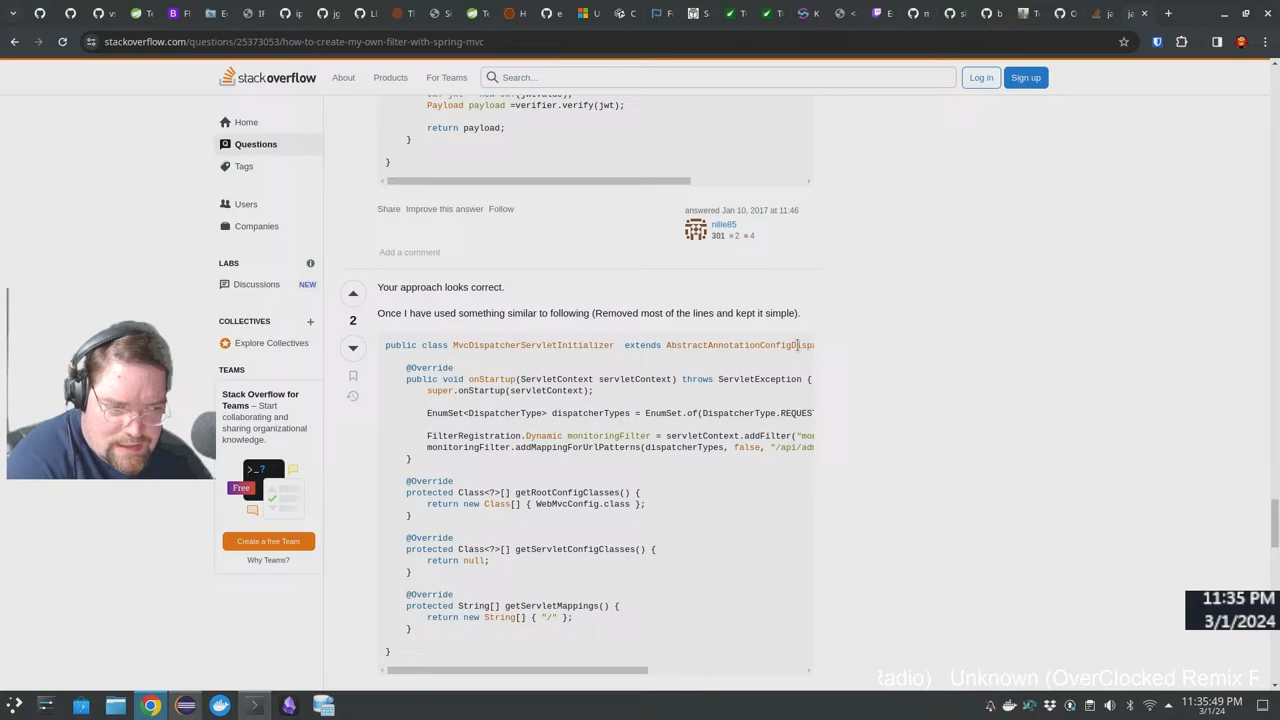 stackoverflow.com/questions/25373053/how-to-create-my-own-filter-with-spring-mvc
stackoverflow
About
Products
For Teams
Search…
Log in
Sign up
Home
Questions
Tags
Users
Companies
LABS
Discussions
NEW
COLLECTIVES
Explore Collectives
TEAMS
Stack Overflow for
Teams – Start
collaborating and
sharing organizational
knowledge.
>_?
Free
Create a free Team
Why Teams?
Payload payload =verifier.verify(jwt);
return payload;
}
}
Share Improve this answer Follow
answered Jan 10, 2017 at 11:46
nille85
301 2 4
Add a comment
2
Your approach looks correct.
Once I have used something similar to following (Removed most of the lines and kept it simple).
public class MvcDispatcherServletInitializer extends AbstractAnnotationConfigDispa
@Override
public void onStartup(ServletContext servletContext) throws ServletException {
super.onStartup(servletContext);
EnumSet<DispatcherType> dispatcherTypes = EnumSet.of(DispatcherType.REQUEST
FilterRegistration.Dynamic monitoringFilter = servletContext.addFilter("mon
monitoringFilter.addMappingForUrlPatterns(dispatcherTypes, false, "/api/adm
}
@Override
protected Class<?>[] getRootConfigClasses() {
return new Class[] { WebMvcConfig.class };
}
@Override
protected Class<?>[] getServletConfigClasses() {
return null;
}
@Override
protected String[] getServletMappings() {
return new String[] { "/" };
}
}
11:35 PM
3/1/2024
Radio) Unknown (OverClocked Remix F
11:35:49 PM
3/1/24